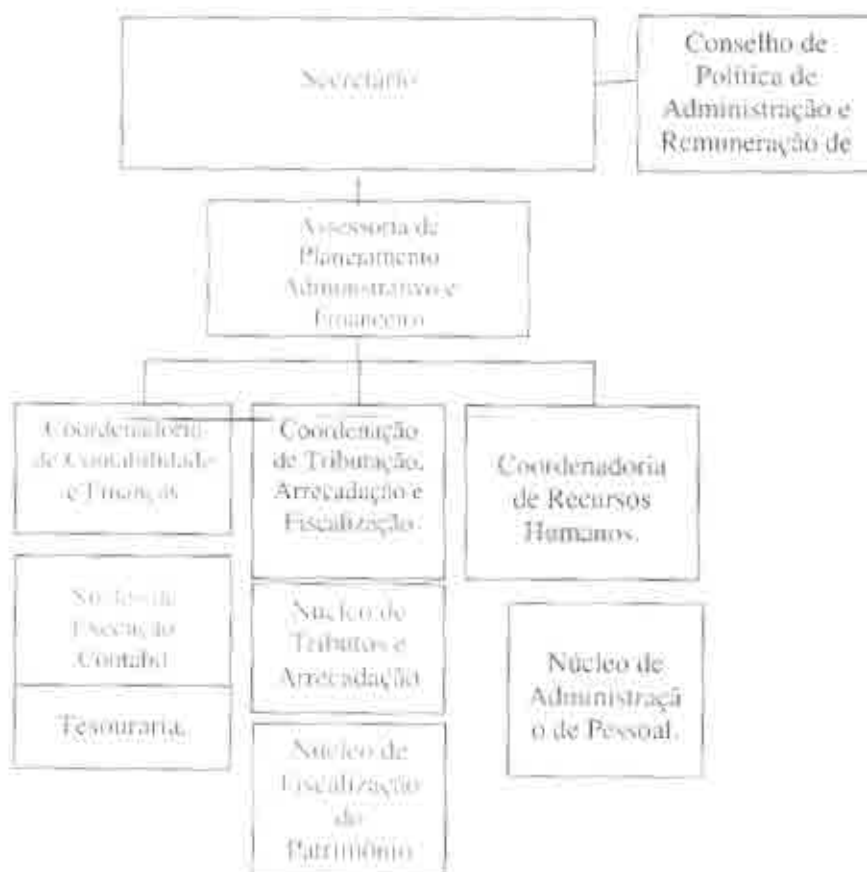 Secretário
Conselho de
Política de
Administração e
Remuneração de
Assessoria de
Planejamento
Administrativo e
Financeiro
Coordenadoria
de Contabilidade
e Finanças
Coordenação
de Tributação,
Arrecadação e
Fiscalização
Coordenadoria
de Recursos
Humanos.
Núcleo de
Execução
Contábil
Tesouraria.
Núcleo de
Tributos e
Arrecadação
Núcleo de
Fiscalização
do
Patrimônio
Núcleo de
Administraçã
o de Pessoal.